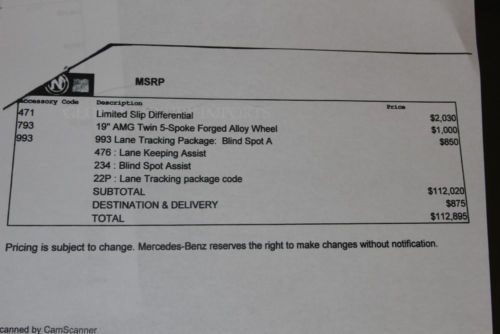 MSRP
Accessory Code Description Price
471 Limited Slip Differential $2,030
793 19" AMG Twin 5-Spoke Forged Alloy Wheel $1,000
993 993 Lane Tracking Package: Blind Spot A $850
476 : Lane Keeping Assist
234 : Blind Spot Assist
22P : Lane Tracking package code
SUBTOTAL $112,020
DESTINATION & DELIVERY $875
TOTAL $112,895
Pricing is subject to change. Mercedes-Benz reserves the right to make changes without notification.
canned by CamScanner